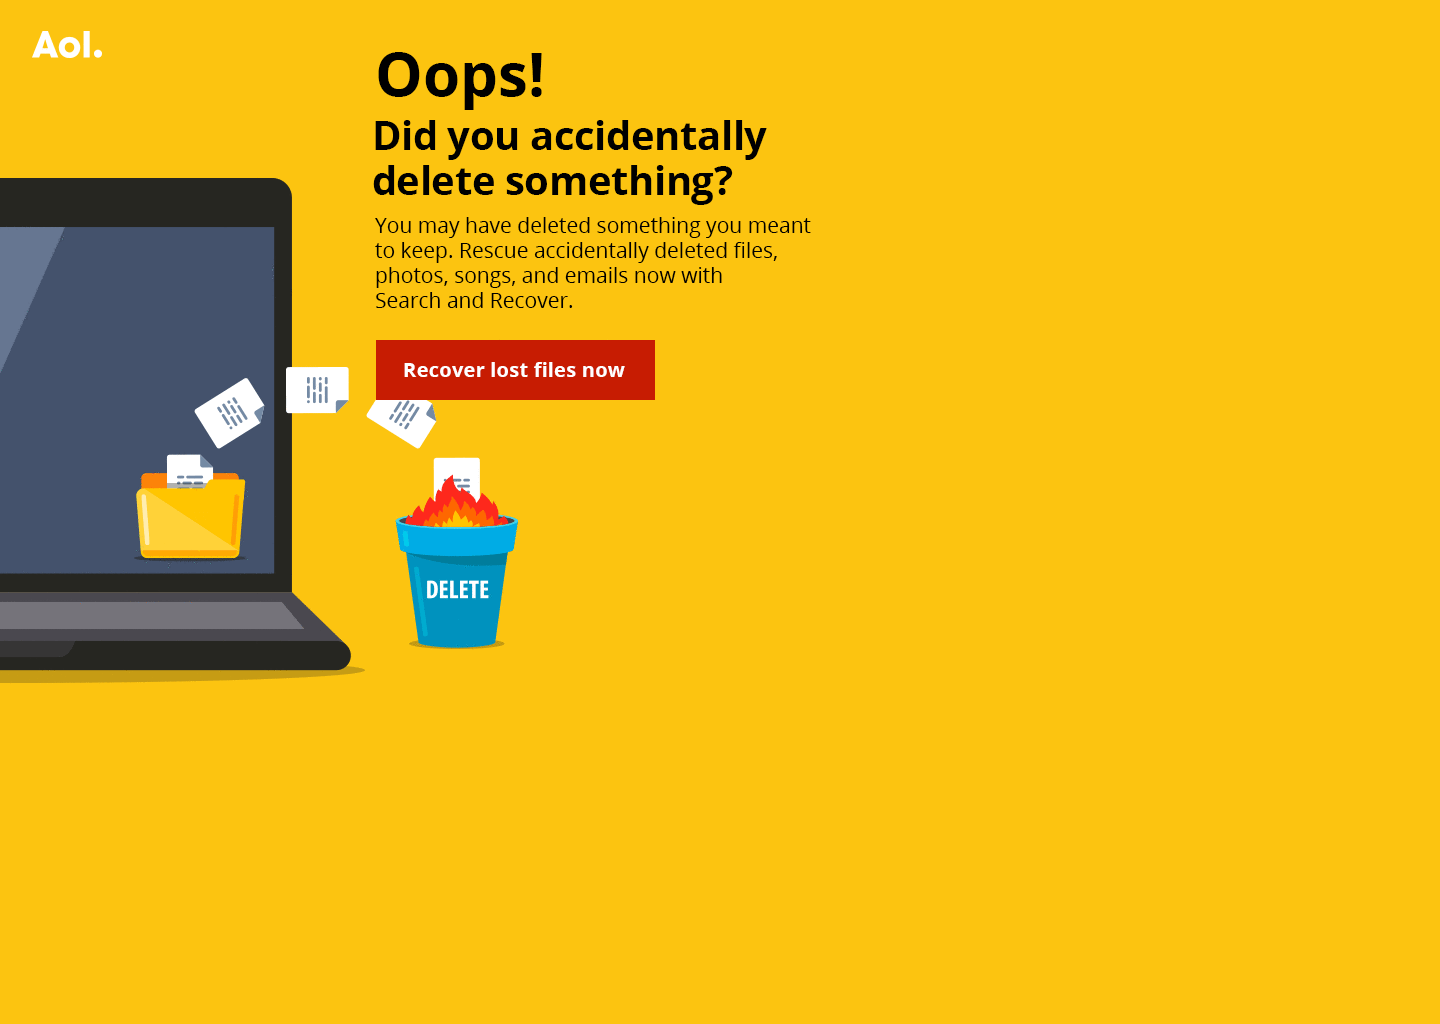 Aol.
Oops!
Did you accidentally
delete something?
You may have deleted something you meant
to keep. Rescue accidentally deleted files,
photos, songs, and emails now with
Search and Recover.
Recover lost files now
DELETE